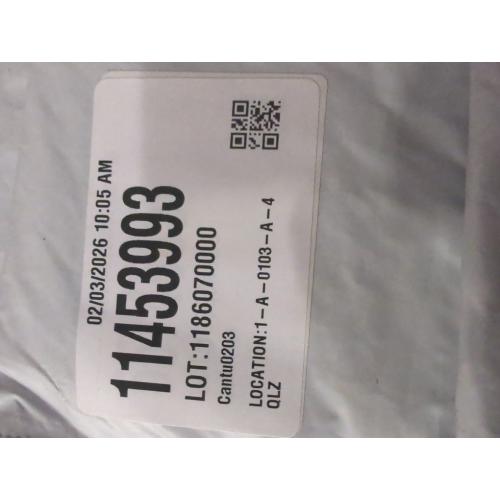 02/03/2026 10:05 AM
11453993
LOT:1186070000
Cantu0203
LOCATION:1-A-0103-A-4
QLZ